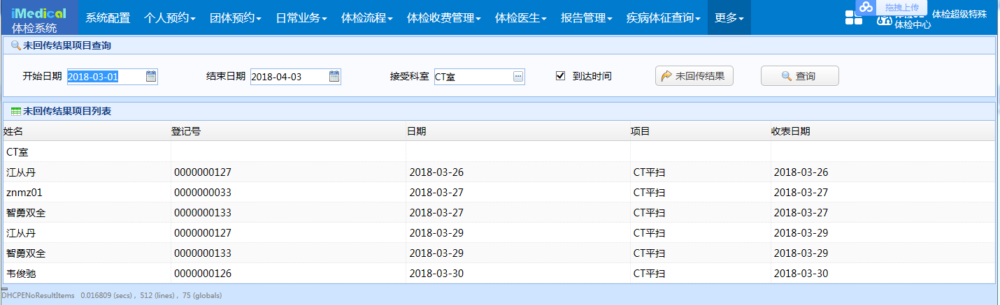 iMedical
体检系统
系统配置 个人预约 团体预约 日常业务 体检流程 体检收费管理 体检医生 报告管理 疾病体征查询 更多
拖拽上传
体检超级特殊
体检中心
未回传结果项目查询
开始日期 2018-03-01 结束日期 2018-04-03 接受科室 CT室 到达时间 未回传结果 查询
未回传结果项目列表
姓名 登记号 日期 项目 收表日期
CT室
江从丹 0000000127 2018-03-26 CT平扫 2018-03-26
znmz01 0000000033 2018-03-27 CT平扫 2018-03-27
智勇双全 0000000133 2018-03-27 CT平扫 2018-03-27
江从丹 0000000127 2018-03-29 CT平扫 2018-03-29
智勇双全 0000000133 2018-03-29 CT平扫 2018-03-29
韦俊驰 0000000126 2018-03-30 CT平扫 2018-03-30
DHCPENoResultItems 0.016809 (secs) , 512 (lines) , 75 (globals)